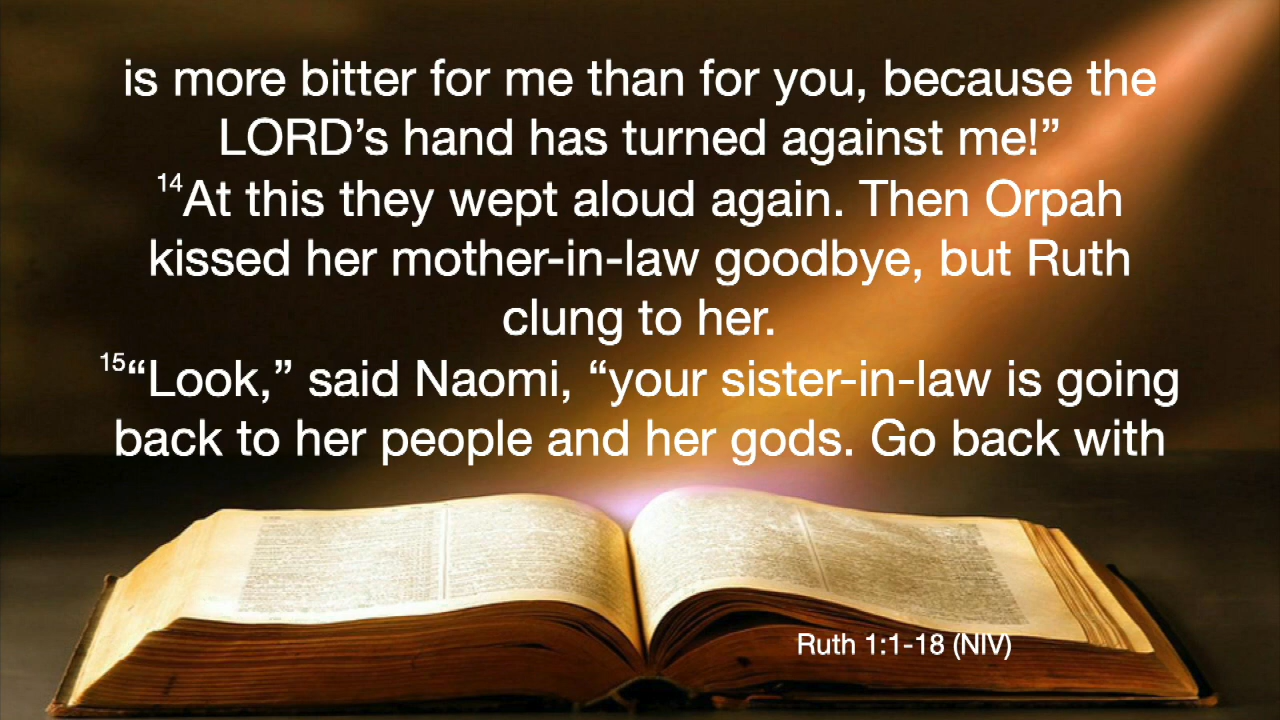 is more bitter for me than for you, because the
LORD’s hand has turned against me!”
14At this they wept aloud again. Then Orpah
kissed her mother-in-law goodbye, but Ruth
clung to her.
15“Look,” said Naomi, “your sister-in-law is going
back to her people and her gods. Go back with
Ruth 1:1-18 (NIV)